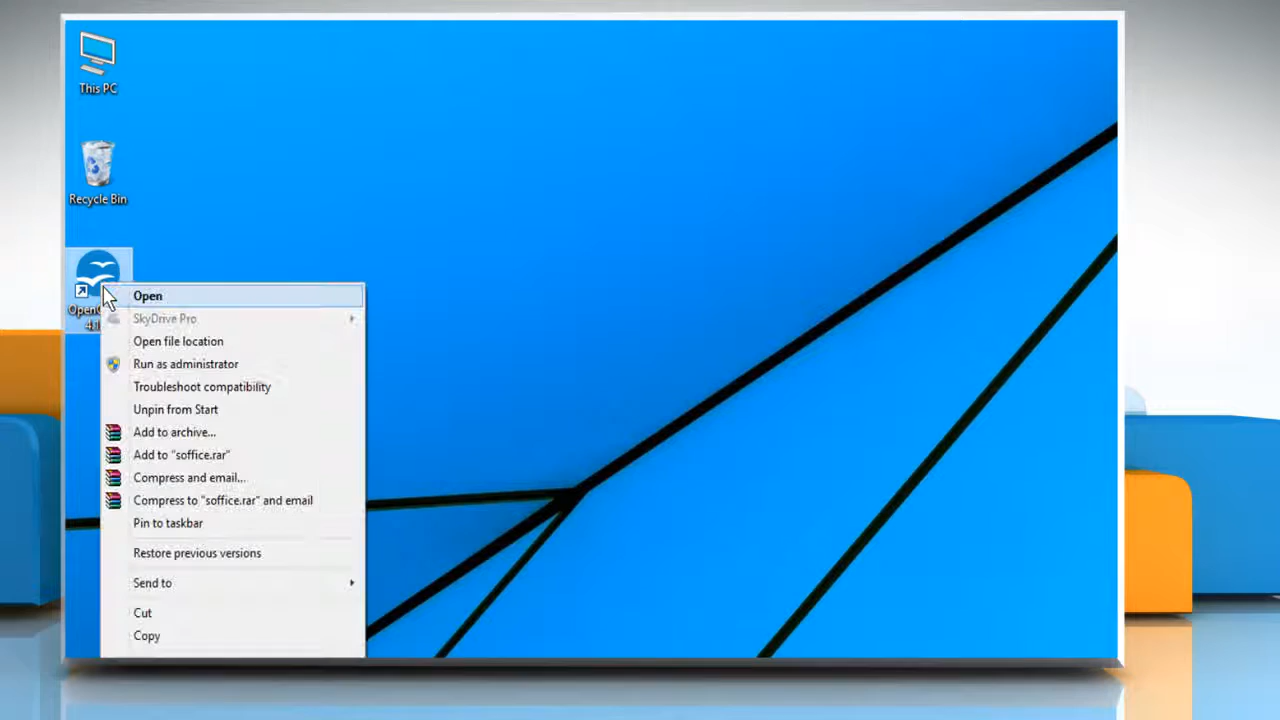 This PC
Recycle Bin
Open
SkyDrive Pro
Open file location
Run as administrator
Troubleshoot compatibility
Unpin from Start
Add to archive...
Add to "soffice.rar"
Compress and email...
Compress to "soffice.rar" and email
Pin to taskbar
Restore previous versions
Send to
Cut
Copy